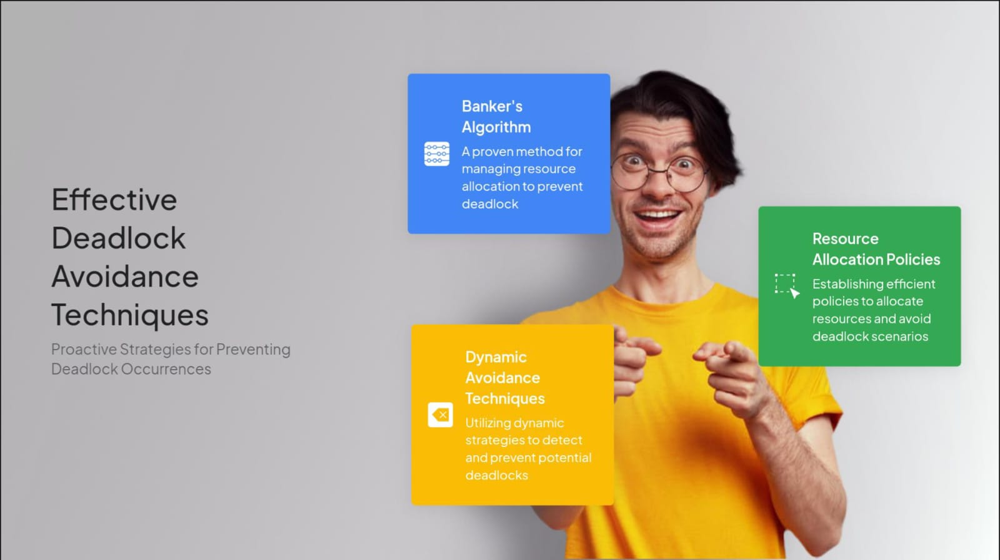 Effective
Deadlock
Avoidance
Techniques
Proactive Strategies for Preventing
Deadlock Occurrences
Banker's
Algorithm
A proven method for
managing resource
allocation to prevent
deadlock
Resource
Allocation Policies
Establishing efficient
policies to allocate
resources and avoid
deadlock scenarios
Dynamic
Avoidance
Techniques
Utilizing dynamic
strategies to detect
and prevent potential
deadlocks